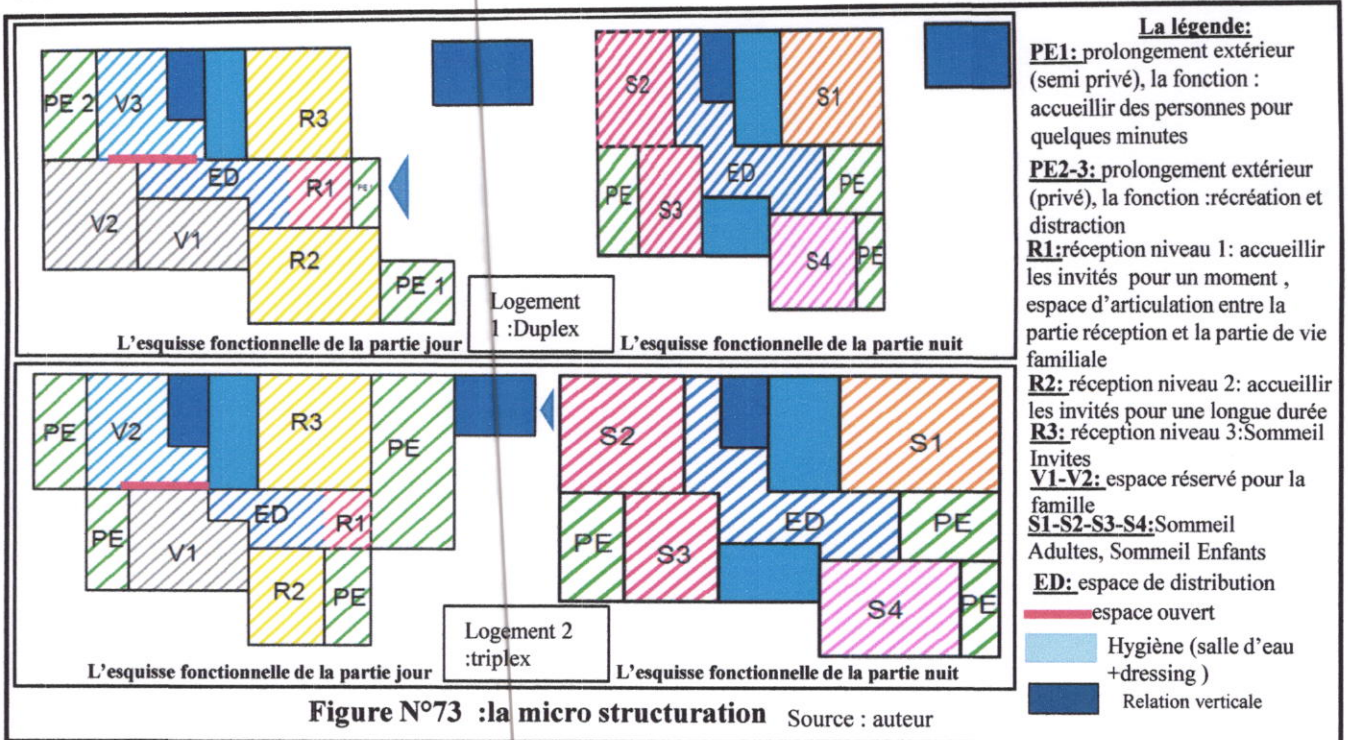 PE 2
V3
R3
ED
R1
V2
V1
R2
PE 1
L'esquisse fonctionnelle de la partie jour
Logement
1 :Duplex
S2
S1
ED
PE
S3
PE
S4
PE
L'esquisse fonctionnelle de la partie nuit
PE
V2
R3
PE
ED
R1
PE
V1
R2
PE
L'esquisse fonctionnelle de la partie jour
Logement 2
:triplex
S2
S1
PE
S3
ED
PE
S4
PE
L'esquisse fonctionnelle de la partie nuit
La légende:
PE1: prolongement extérieur
(semi privé), la fonction :
accueillir des personnes pour
quelques minutes
PE2-3: prolongement extérieur
(privé), la fonction :récréation et
distraction
R1:réception niveau 1: accueillir
les invités pour un moment ,
espace d'articulation entre la
partie réception et la partie de vie
familiale
R2: réception niveau 2: accueillir
les invités pour une longue durée
R3: réception niveau 3:Sommeil
Invites
V1-V2: espace réservé pour la
famille
S1-S2-S3-S4:Sommeil
Adultes, Sommeil Enfants
ED: espace de distribution
espace ouvert
Hygiène (salle d'eau
+dressing )
Relation verticale
Figure N°73 :la micro structuration Source : auteur